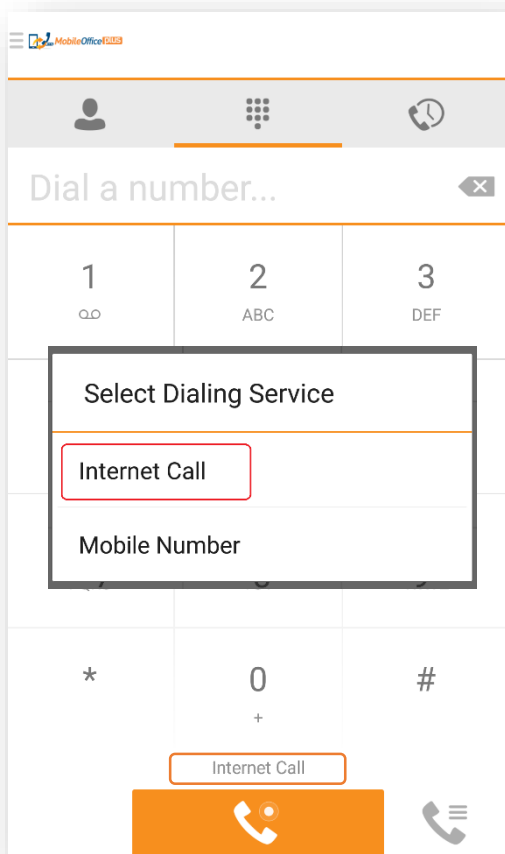 MobileOffice PLUS
Dial a number...
1
2
ABC
3
DEF
Select Dialing Service
Internet Call
Mobile Number
*
0
+
#
Internet Call